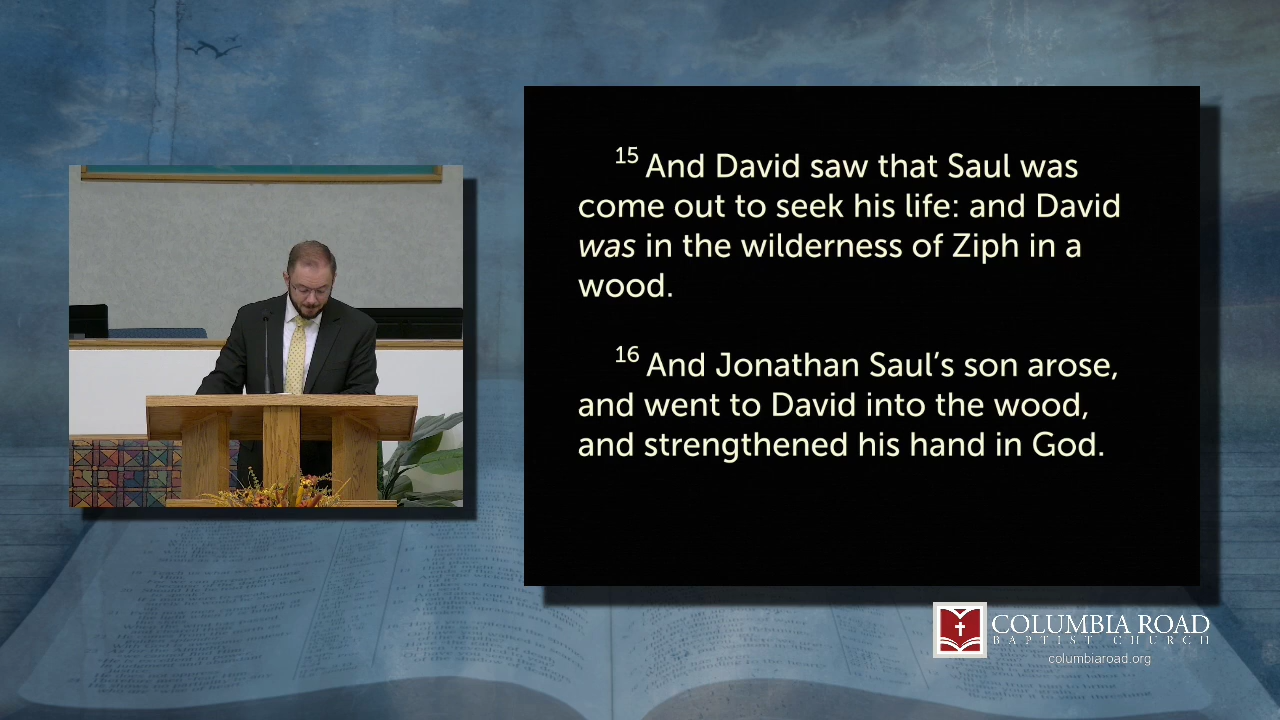 15 And David saw that Saul was
come out to seek his life: and David
was in the wilderness of Ziph in a
wood.
16 And Jonathan Saul’s son arose,
and went to David into the wood,
and strengthened his hand in God.
COLUMBIA ROAD
BAPTIST CHURCH
columbiaroad.org